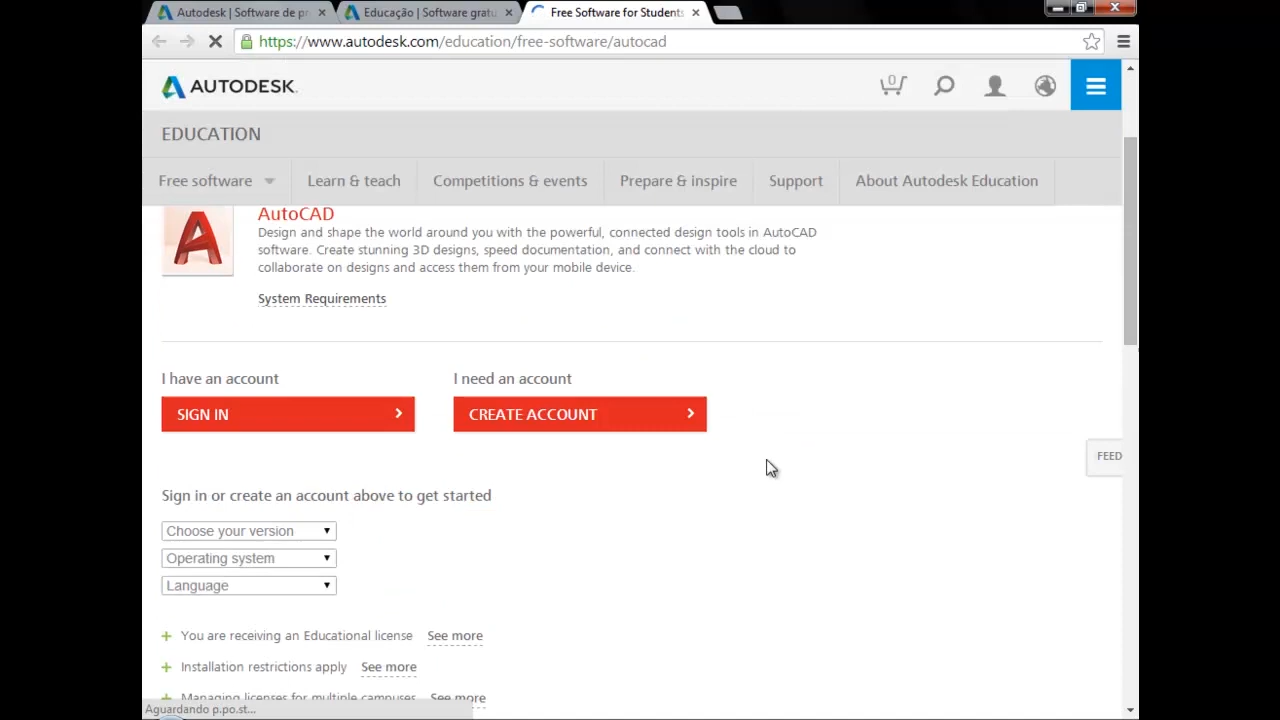 Autodesk | Software de pr
Educação | Software gratu
Free Software for Students
https://www.autodesk.com/education/free-software/autocad
AUTODESK.
0
EDUCATION
Free software
Learn & teach
Competitions & events
Prepare & inspire
Support
About Autodesk Education
AutoCAD
Design and shape the world around you with the powerful, connected design tools in AutoCAD
software. Create stunning 3D designs, speed documentation, and connect with the cloud to
collaborate on designs and access them from your mobile device.
System Requirements
I have an account
I need an account
SIGN IN
CREATE ACCOUNT
FEED
Sign in or create an account above to get started
Choose your version
Operating system
Language
+ You are receiving an Educational license See more
+ Installation restrictions apply See more
+ Managing licenses for multiple campuses See more
Aguardando p.po.st...